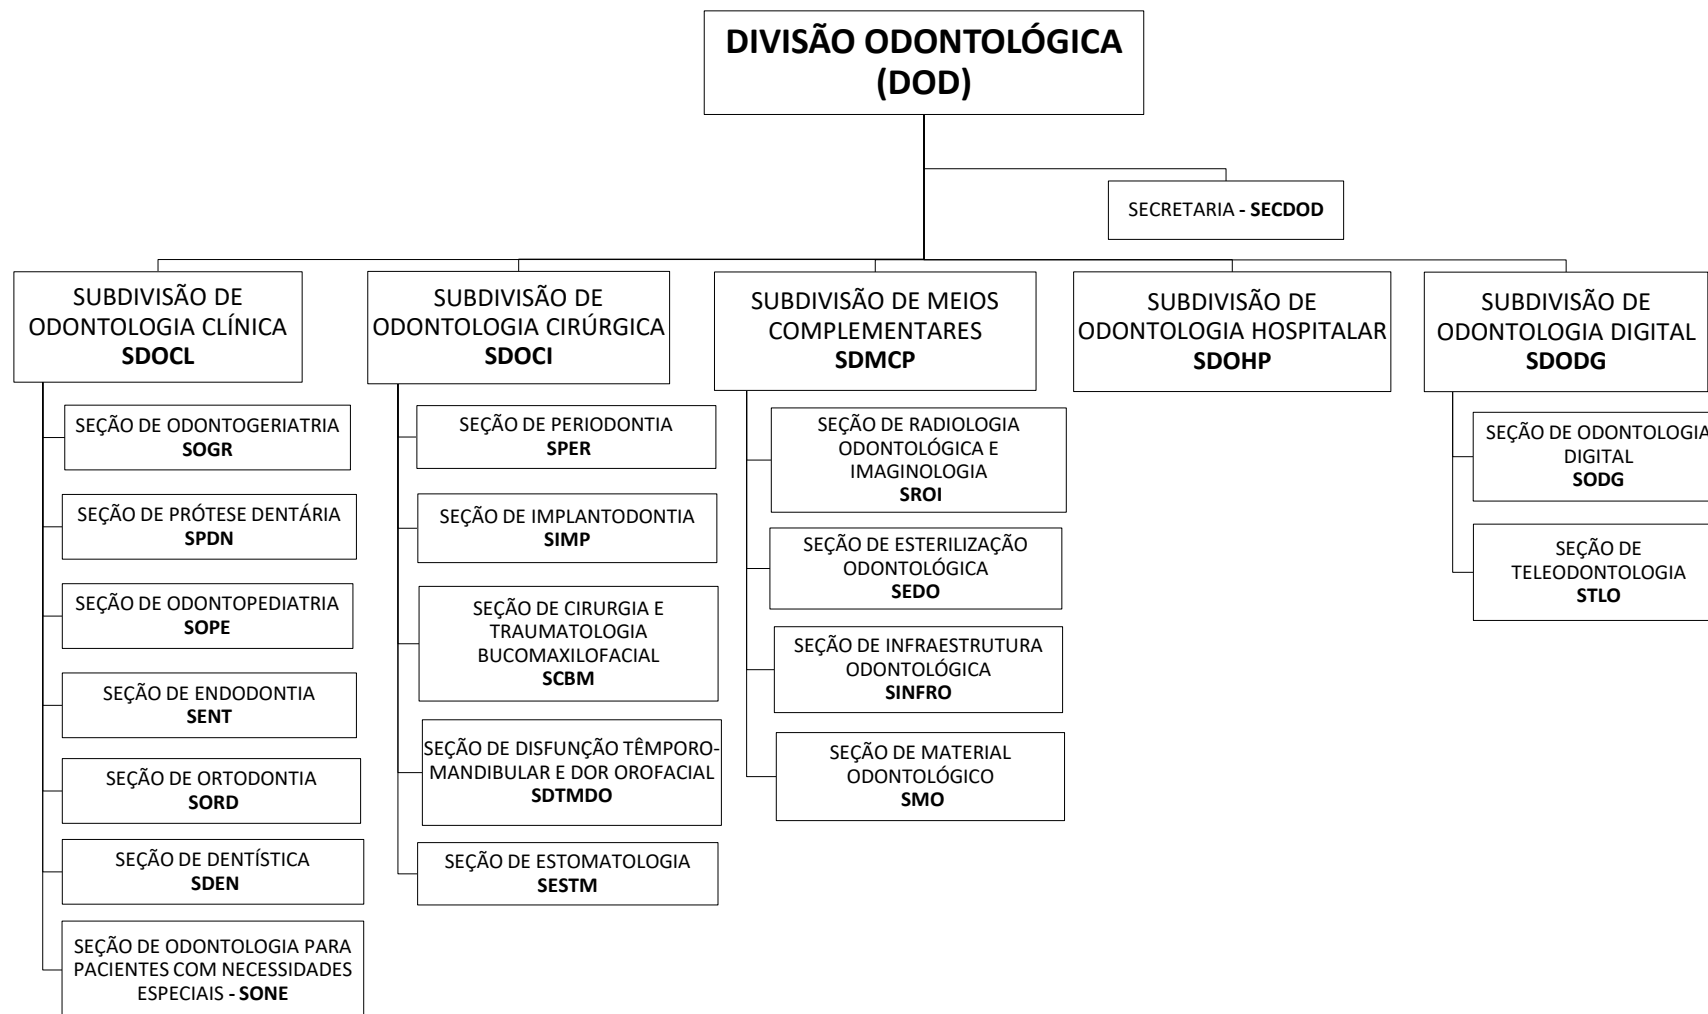 DIVISÃO ODONTOLÓGICA
(DOD)
SECRETARIA - SECDOD
SUBDIVISÃO DE
ODONTOLOGIA CLÍNICA
SDOCL
SEÇÃO DE ODONTOGERIATRIA
SOGR
SEÇÃO DE PRÓTESE DENTÁRIA
SPDN
SEÇÃO DE ODONTOPEDIATRIA
SOPE
SEÇÃO DE ENDODONTIA
SENT
SEÇÃO DE ORTODONTIA
SORD
SEÇÃO DE DENTÍSTICA
SDEN
SEÇÃO DE ODONTOLOGIA PARA
PACIENTES COM NECESSIDADES
ESPECIAIS - SONE
SUBDIVISÃO DE
ODONTOLOGIA CIRÚRGICA
SDOCI
SEÇÃO DE PERIODONTIA
SPER
SEÇÃO DE IMPLANTODONTIA
SIMP
SEÇÃO DE CIRURGIA E
TRAUMATOLOGIA
BUCOMAXILOFACIAL
SCBM
SEÇÃO DE DISFUNÇÃO TÊMPORO-
MANDIBULAR E DOR OROFACIAL
SDTMDO
SEÇÃO DE ESTOMATOLOGIA
SESTM
SUBDIVISÃO DE MEIOS
COMPLEMENTARES
SDMCP
SEÇÃO DE RADIOLOGIA
ODONTOLÓGICA E
IMAGINOLOGIA
SROI
SEÇÃO DE ESTERILIZAÇÃO
ODONTOLÓGICA
SEDO
SEÇÃO DE INFRAESTRUTURA
ODONTOLÓGICA
SINFRO
SEÇÃO DE MATERIAL
ODONTOLÓGICO
SMO
SUBDIVISÃO DE
ODONTOLOGIA HOSPITALAR
SDOHP
SUBDIVISÃO DE
ODONTOLOGIA DIGITAL
SDODG
SEÇÃO DE ODONTOLOGIA
DIGITAL
SODG
SEÇÃO DE
TELEODONTOLOGIA
STLO